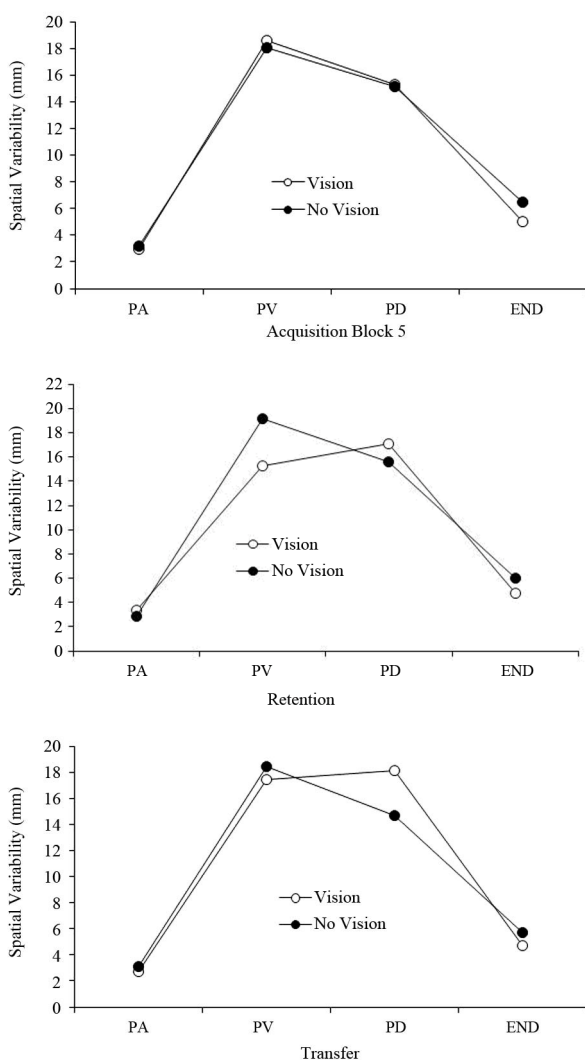 20
18
16
14
12
10
8
6
4
2
0
Spatial Variability (mm)
Vision
No Vision
PA PV PD END
Acquisition Block 5
22
20
18
16
14
12
10
8
6
4
2
0
Spatial Variability (mm)
Vision
No Vision
PA PV PD END
Retention
20
18
16
14
12
10
8
6
4
2
0
Spatial Variability (mm)
Vision
No Vision
PA PV PD END
Transfer